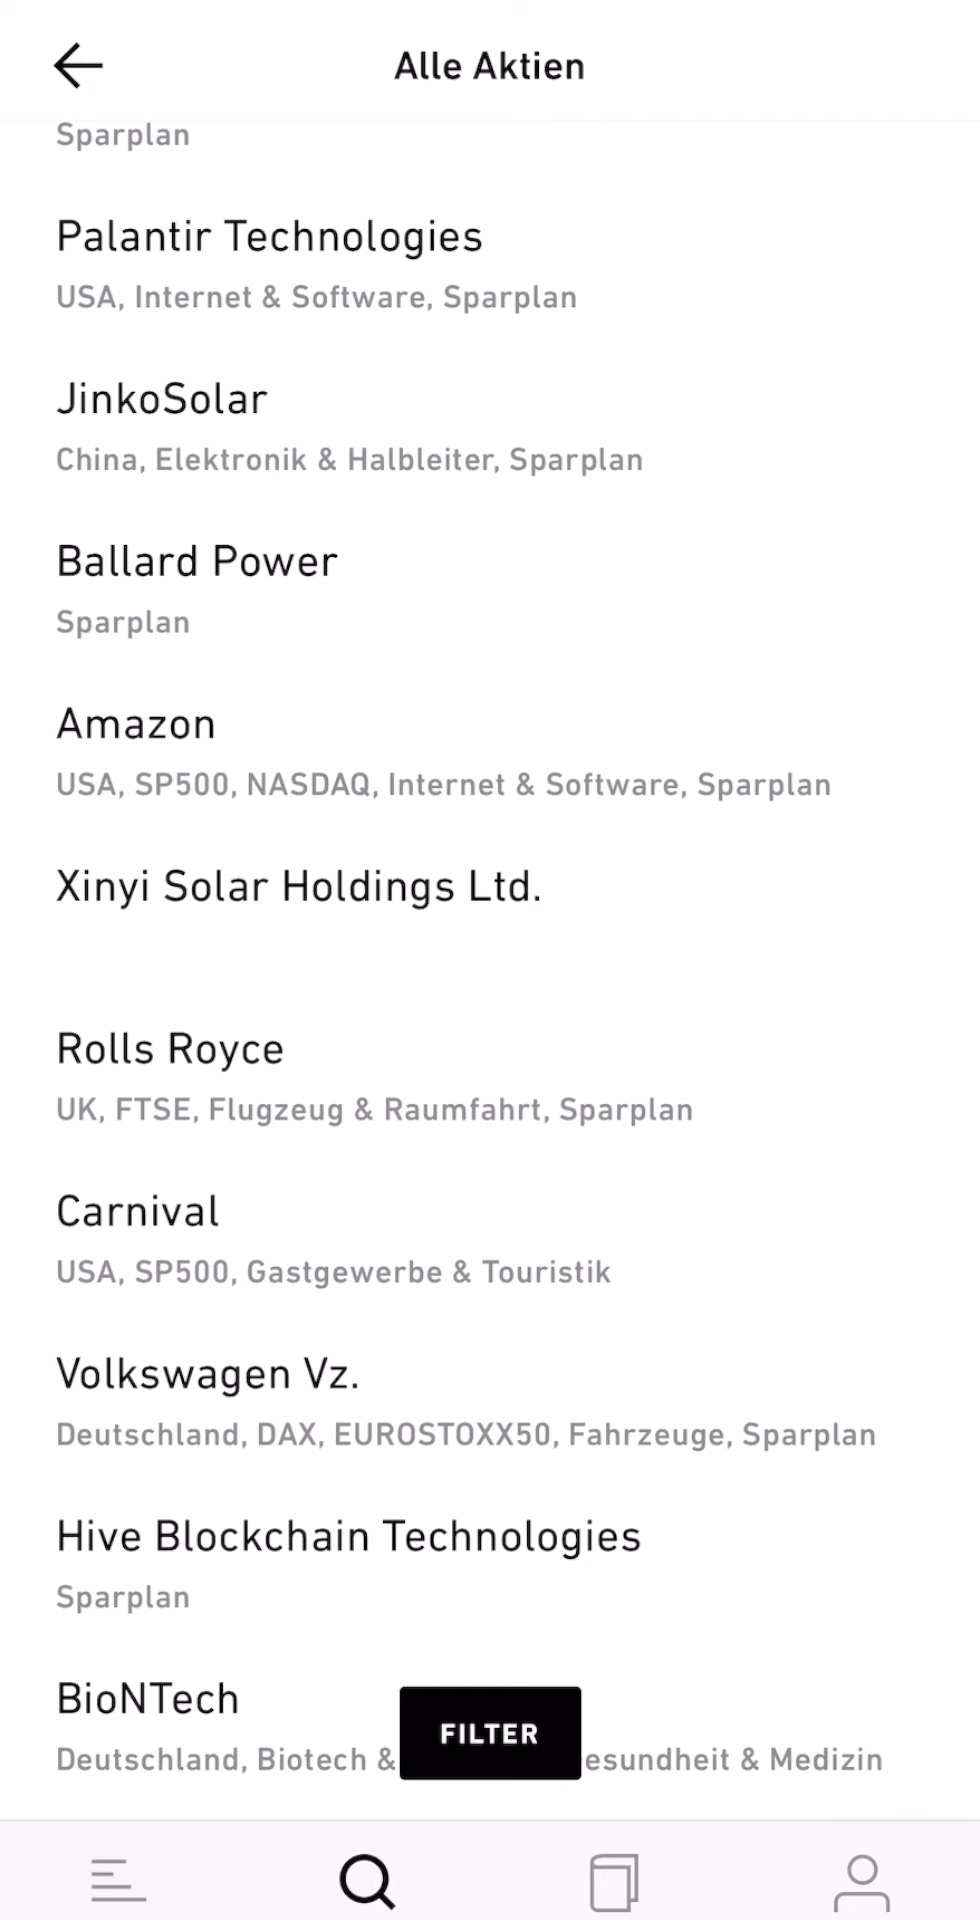 Alle Aktien
Sparplan
Palantir Technologies
USA, Internet & Software, Sparplan
JinkoSolar
China, Elektronik & Halbleiter, Sparplan
Ballard Power
Sparplan
Amazon
USA, SP500, NASDAQ, Internet & Software, Sparplan
Xinyi Solar Holdings Ltd.
Rolls Royce
UK, FTSE, Flugzeug & Raumfahrt, Sparplan
Carnival
USA, SP500, Gastgewerbe & Touristik
Volkswagen Vz.
Deutschland, DAX, EUROSTOXX50, Fahrzeuge, Sparplan
Hive Blockchain Technologies
Sparplan
BioNTech
FILTER
Deutschland, Biotech & esundheit & Medizin